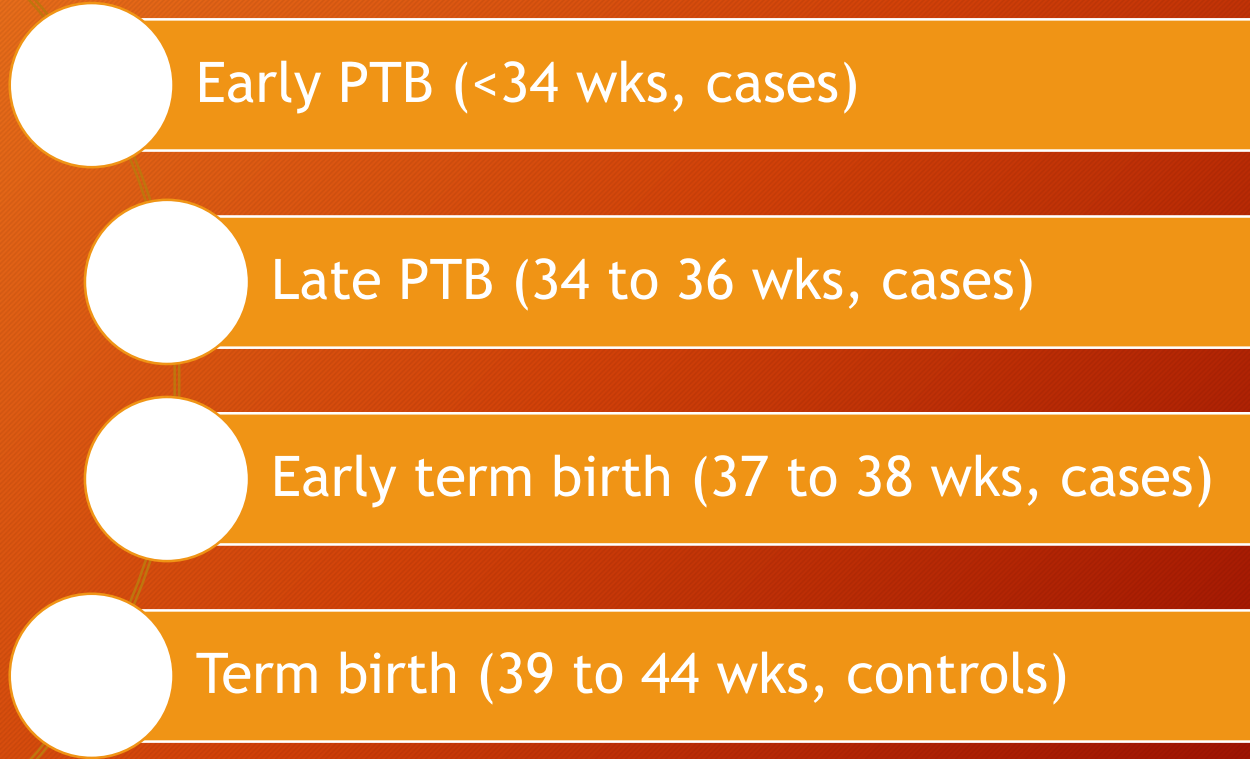 Early PTB (<34 wks, cases)
Late PTB (34 to 36 wks, cases)
Early term birth (37 to 38 wks, cases)
Term birth (39 to 44 wks, controls)